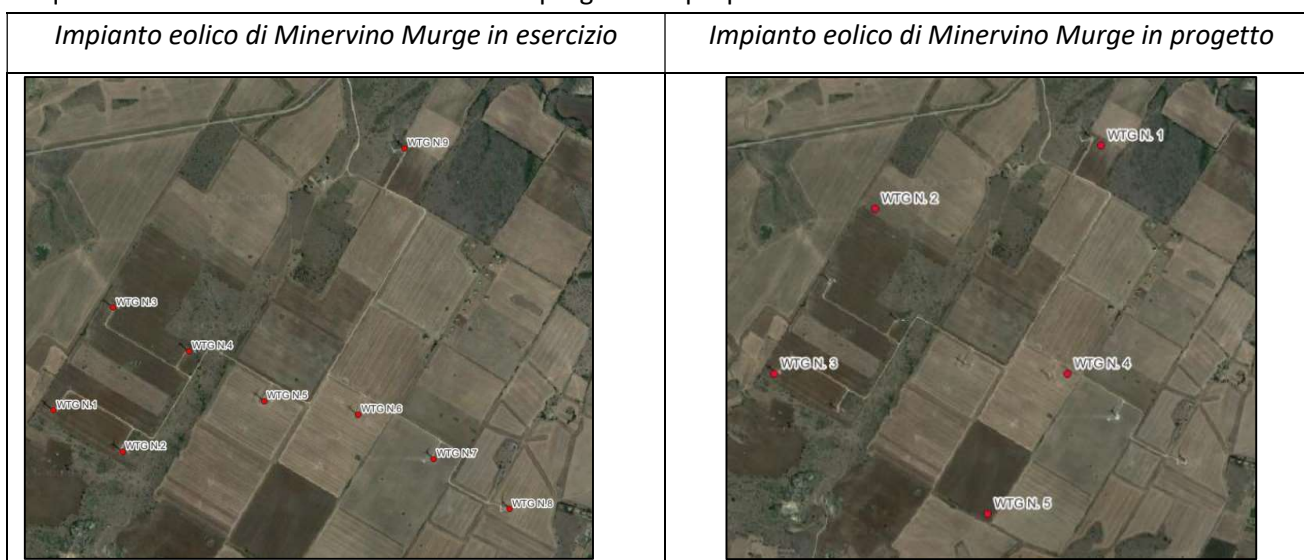 Impianto eolico di Minervino Murge in esercizio
Impianto eolico di Minervino Murge in progetto
WTG N.9
WTG N.3
WTG N.4
WTG N.5
WTG N.1
WTG N.6
WTG N.2
WTG N.7
WTG N.8
WTG N. 1
WTG N. 2
WTG N. 3
WTG N. 4
WTG N. 5